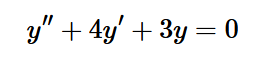 y″ + 4y′ + 3y = 0